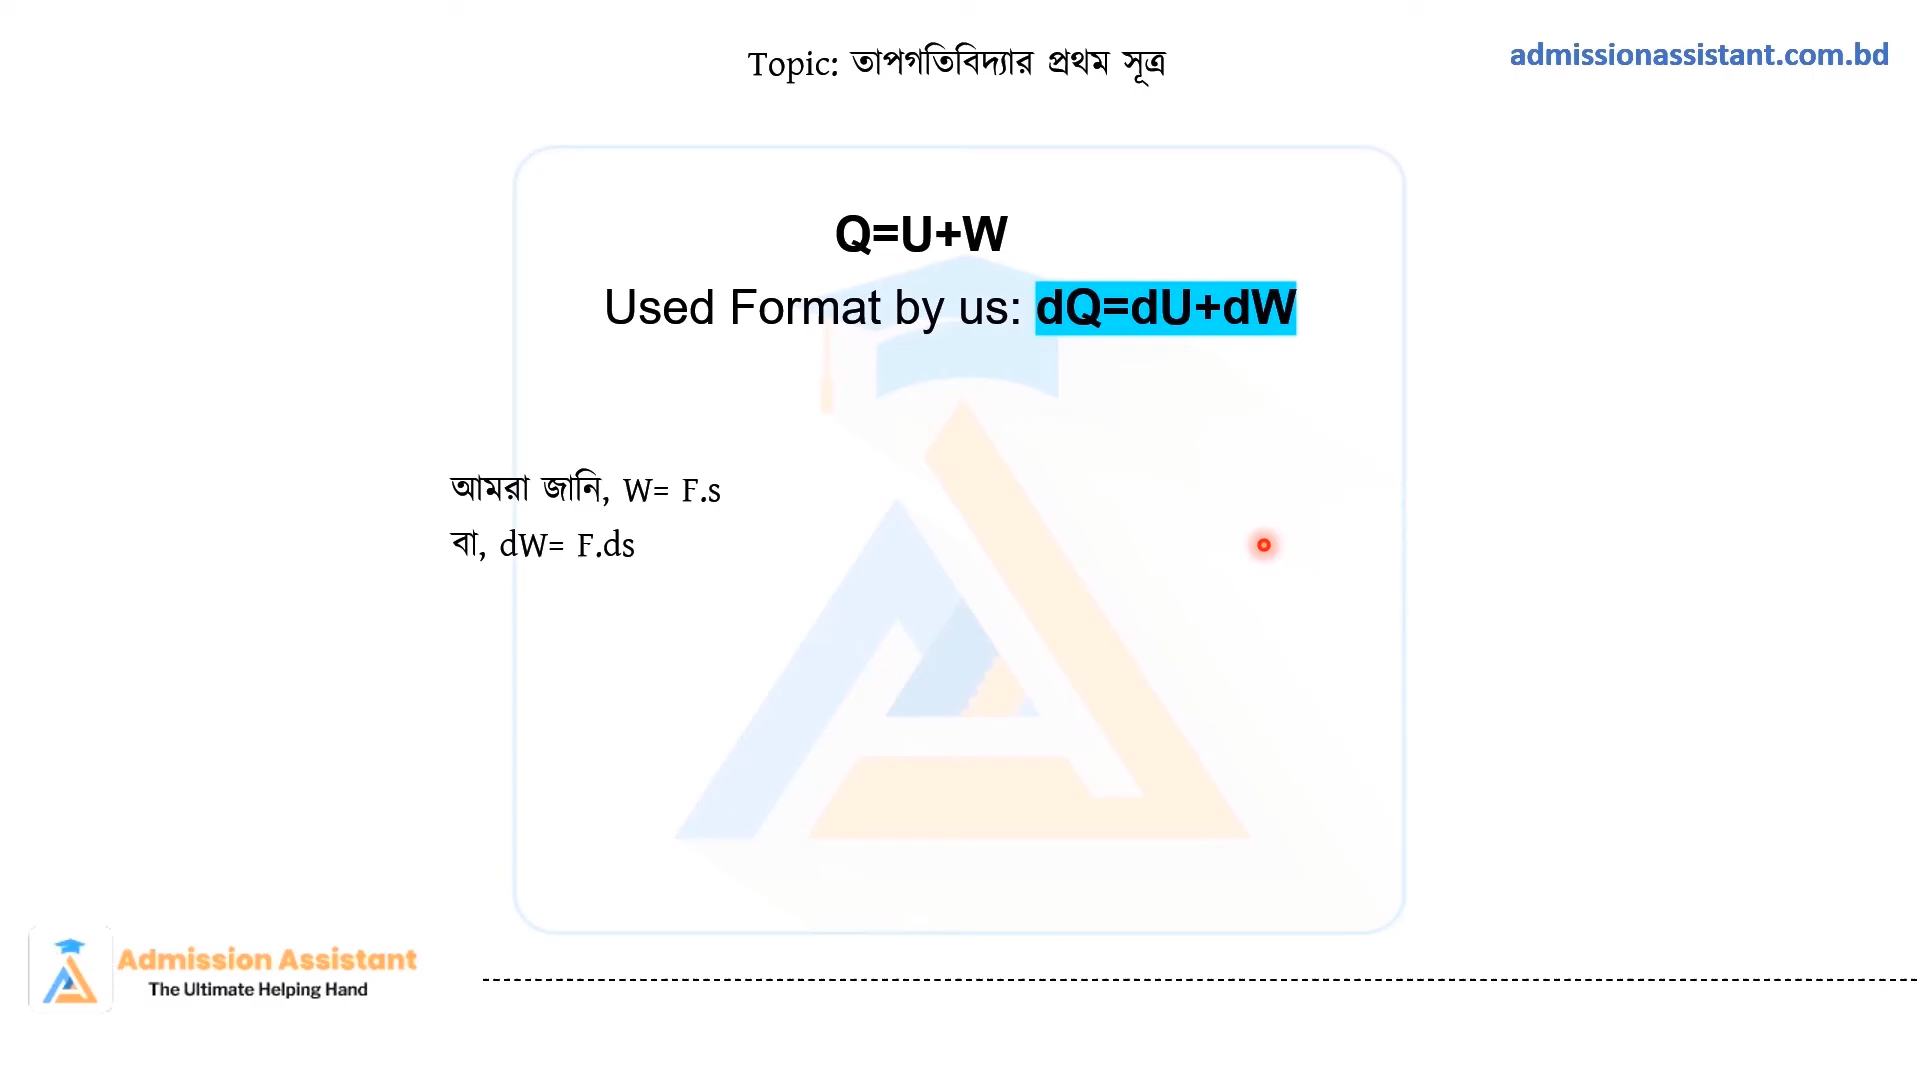 Topic: তাপগতিবিদ্যার প্রথম সূত্র
admissionassistant.com.bd
Q=U+W
Used Format by us: dQ=dU+dW
আমরা জানি, W= F.s
বা, dW= F.ds
Admission Assistant
The Ultimate Helping Hand